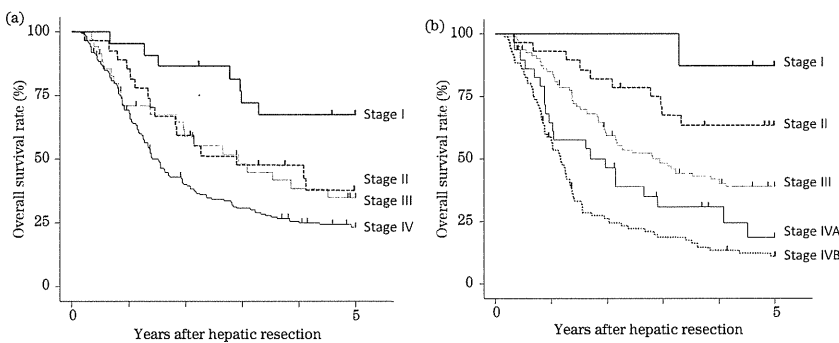 (a)
Overall survival rate (%)
100
75
50
25
0
Stage I
Stage II
Stage III
Stage IV
0
5
Years after hepatic resection
(b)
Overall survival rate (%)
100
75
50
25
0
Stage I
Stage II
Stage III
Stage IVA
Stage IVB
0
5
Years after hepatic resection